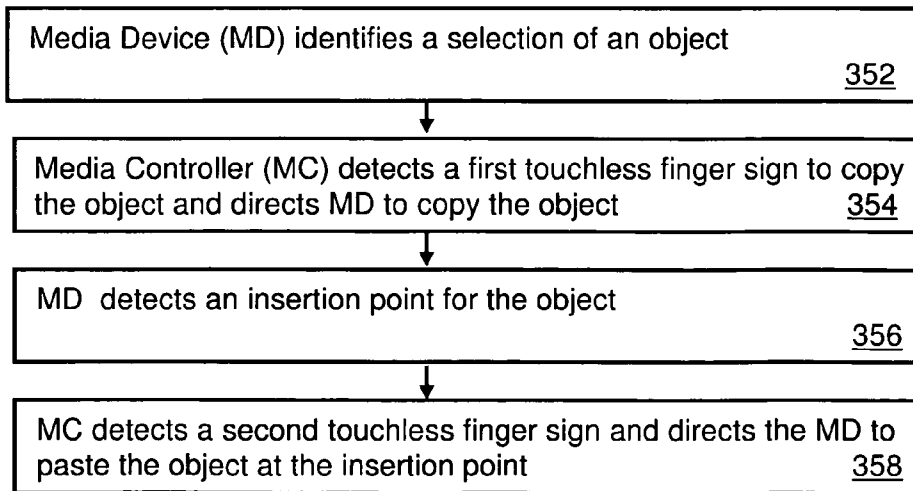 Media Device (MD) identifies a selection of an object
352
Media Controller (MC) detects a first touchless finger sign to copy
the object and directs MD to copy the object 354
MD detects an insertion point for the object
356
MC detects a second touchless finger sign and directs the MD to
paste the object at the insertion point 358